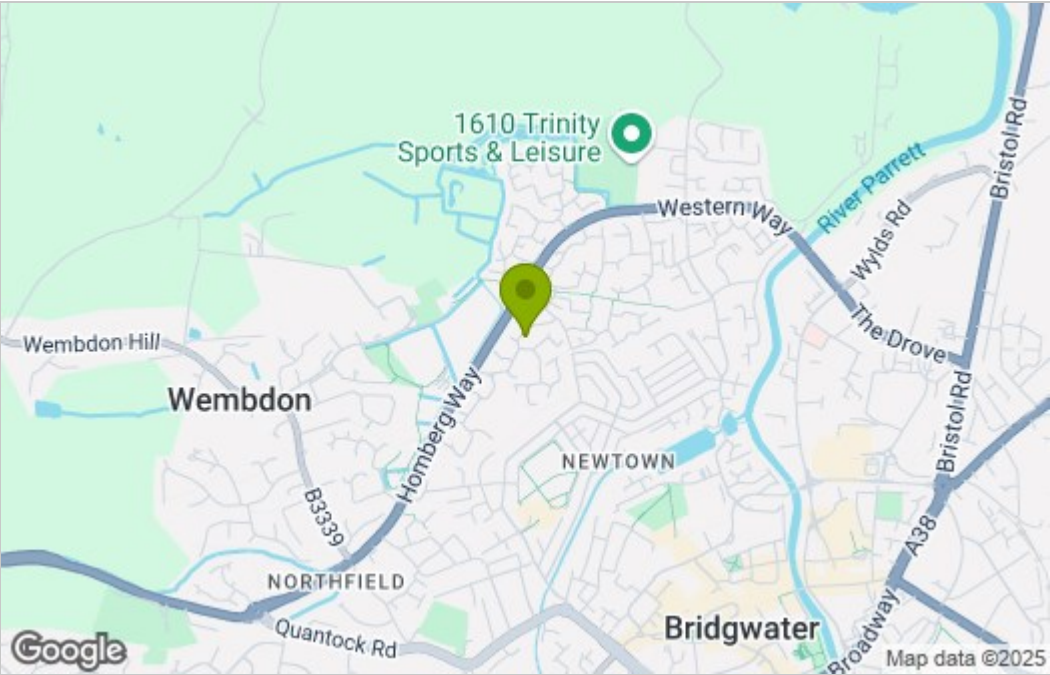 1610 Trinity
Sports & Leisure
Western Way
River Parrett
Bristol Rd
Wylds Rd
Wembdon Hill
The Drove
Wembdon
Homberg Way
Bristol Rd
NEWTOWN
B3339
A38
NORTHFIELD
Quantock Rd
Bridgwater
Broadway
Google
Map data ©2025